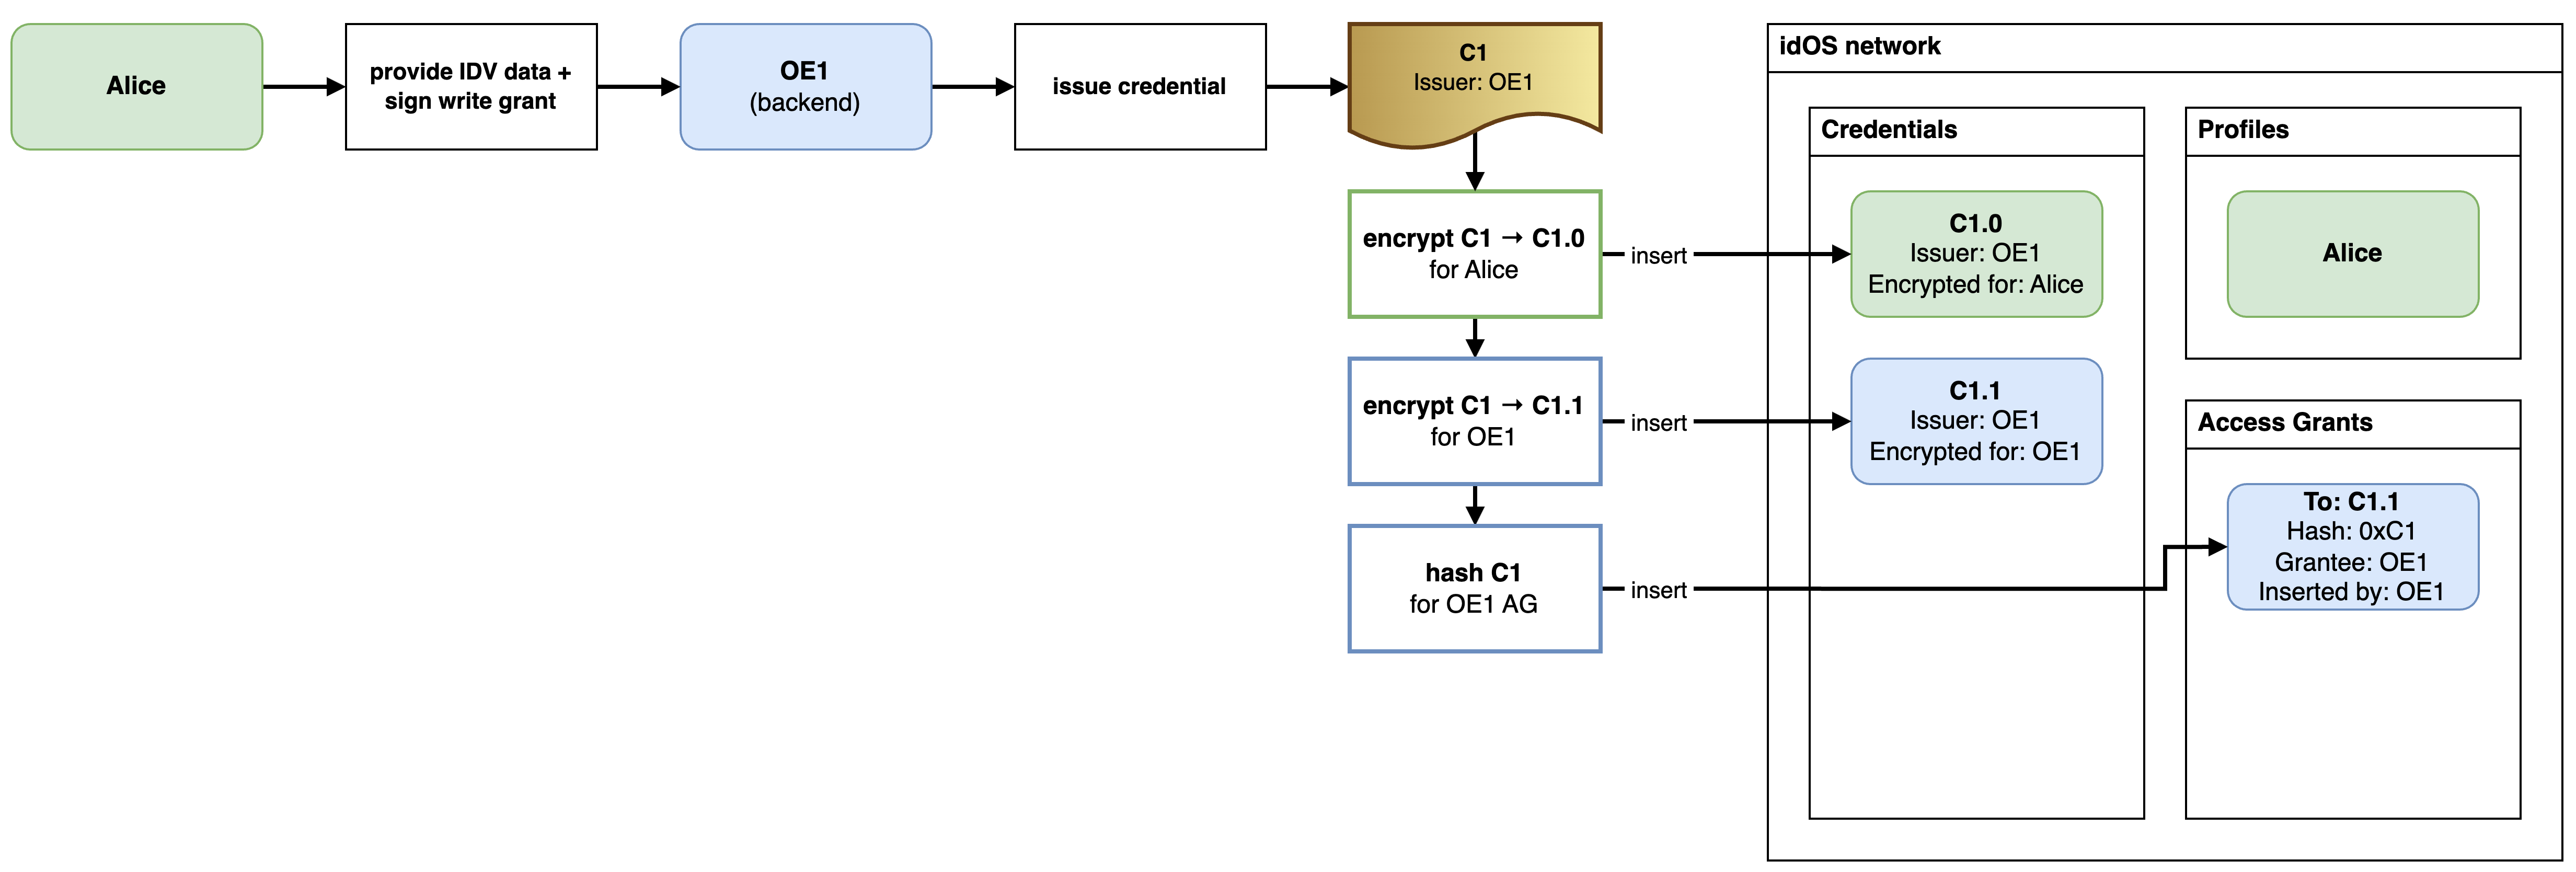 Alice
provide IDV data +
sign write grant
OE1
(backend)
issue credential
C1
Issuer: OE1
encrypt C1 → C1.0
for Alice
insert
encrypt C1 → C1.1
for OE1
insert
hash C1
for OE1 AG
insert
idOS network
Credentials
C1.0
Issuer: OE1
Encrypted for: Alice
C1.1
Issuer: OE1
Encrypted for: OE1
Profiles
Alice
Access Grants
To: C1.1
Hash: 0xC1
Grantee: OE1
Inserted by: OE1